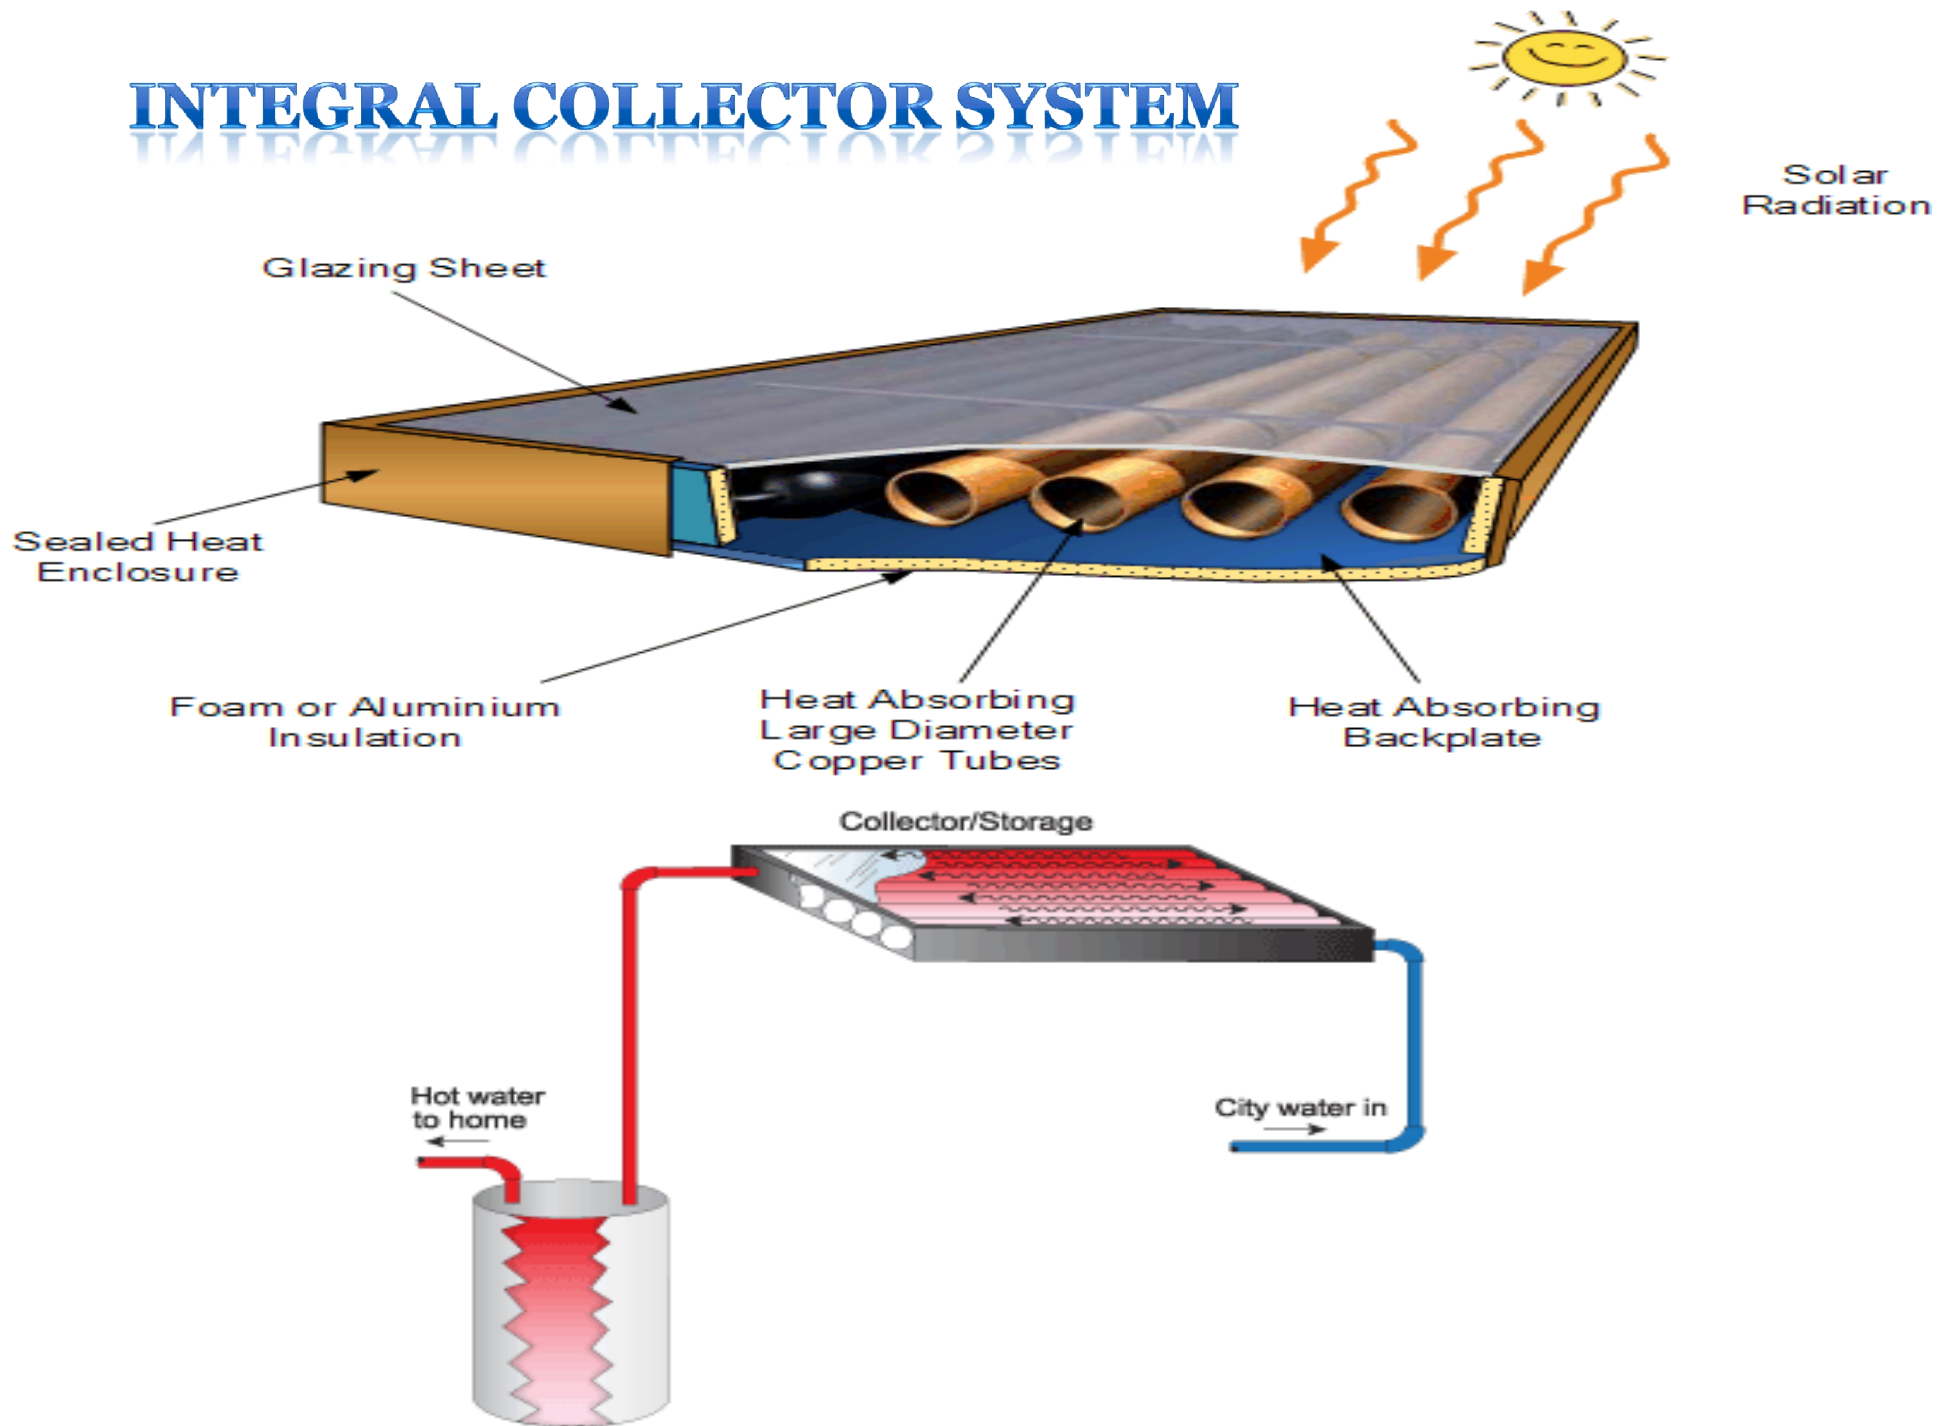 INTEGRAL COLLECTOR SYSTEM
Solar
Radiation
Glazing Sheet
Sealed Heat
Enclosure
Foam or Aluminium
Insulation
Heat Absorbing
Large Diameter
Copper Tubes
Heat Absorbing
Backplate
Collector/Storage
Hot water
to home
City water in